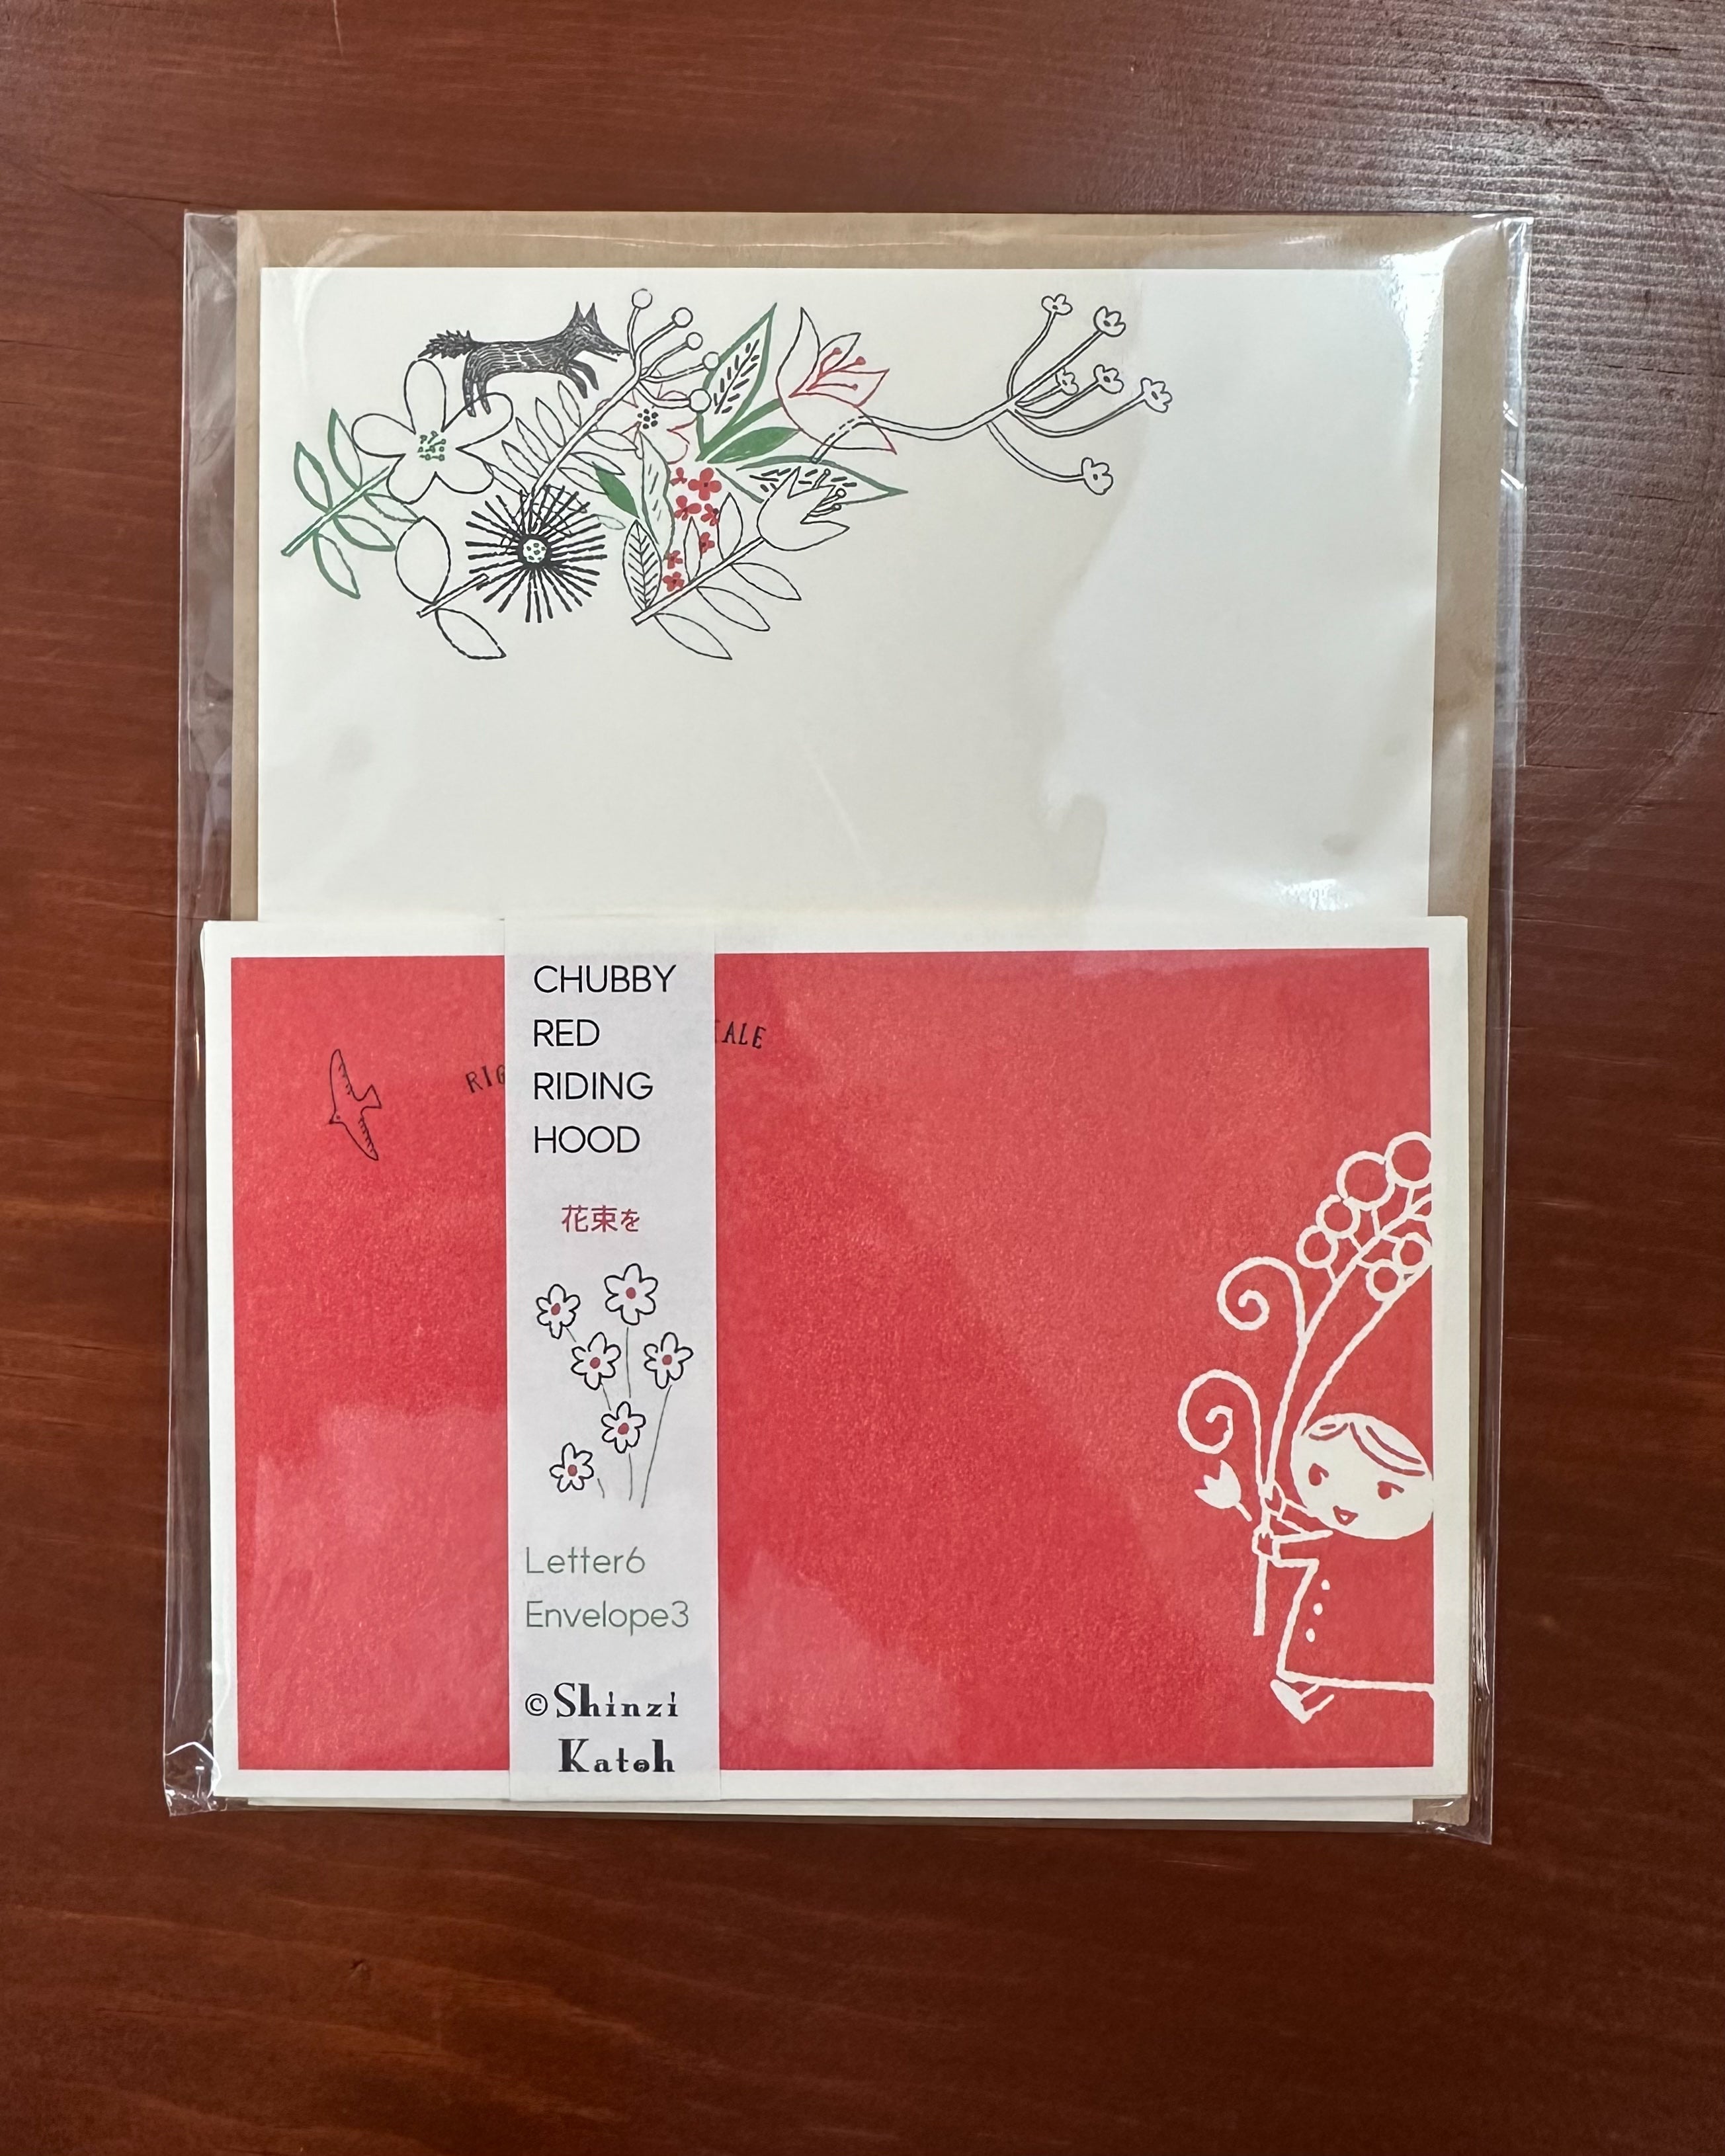 CHUBBY
RED
RIDING
HOOD
花束を
Letter6
Envelope3
©Shinzi
Katoh